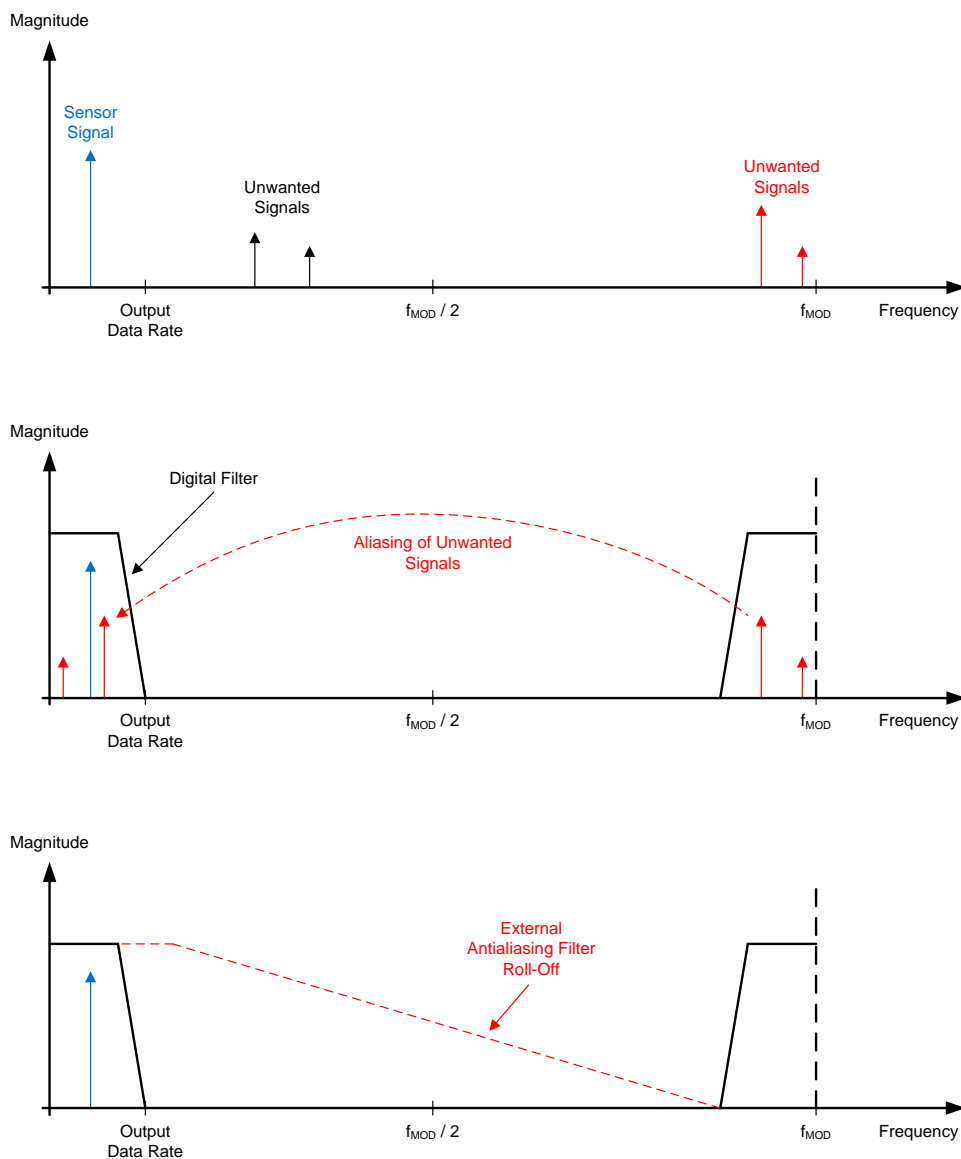 Magnitude
Sensor
Signal
Unwanted
Signals
Unwanted
Signals
Output
Data Rate
fMOD / 2
fMOD
Frequency
Magnitude
Digital Filter
Aliasing of Unwanted
Signals
Output
Data Rate
fMOD / 2
fMOD
Frequency
Magnitude
External
Antialiasing Filter
Roll-Off
Output
Data Rate
fMOD / 2
fMOD
Frequency